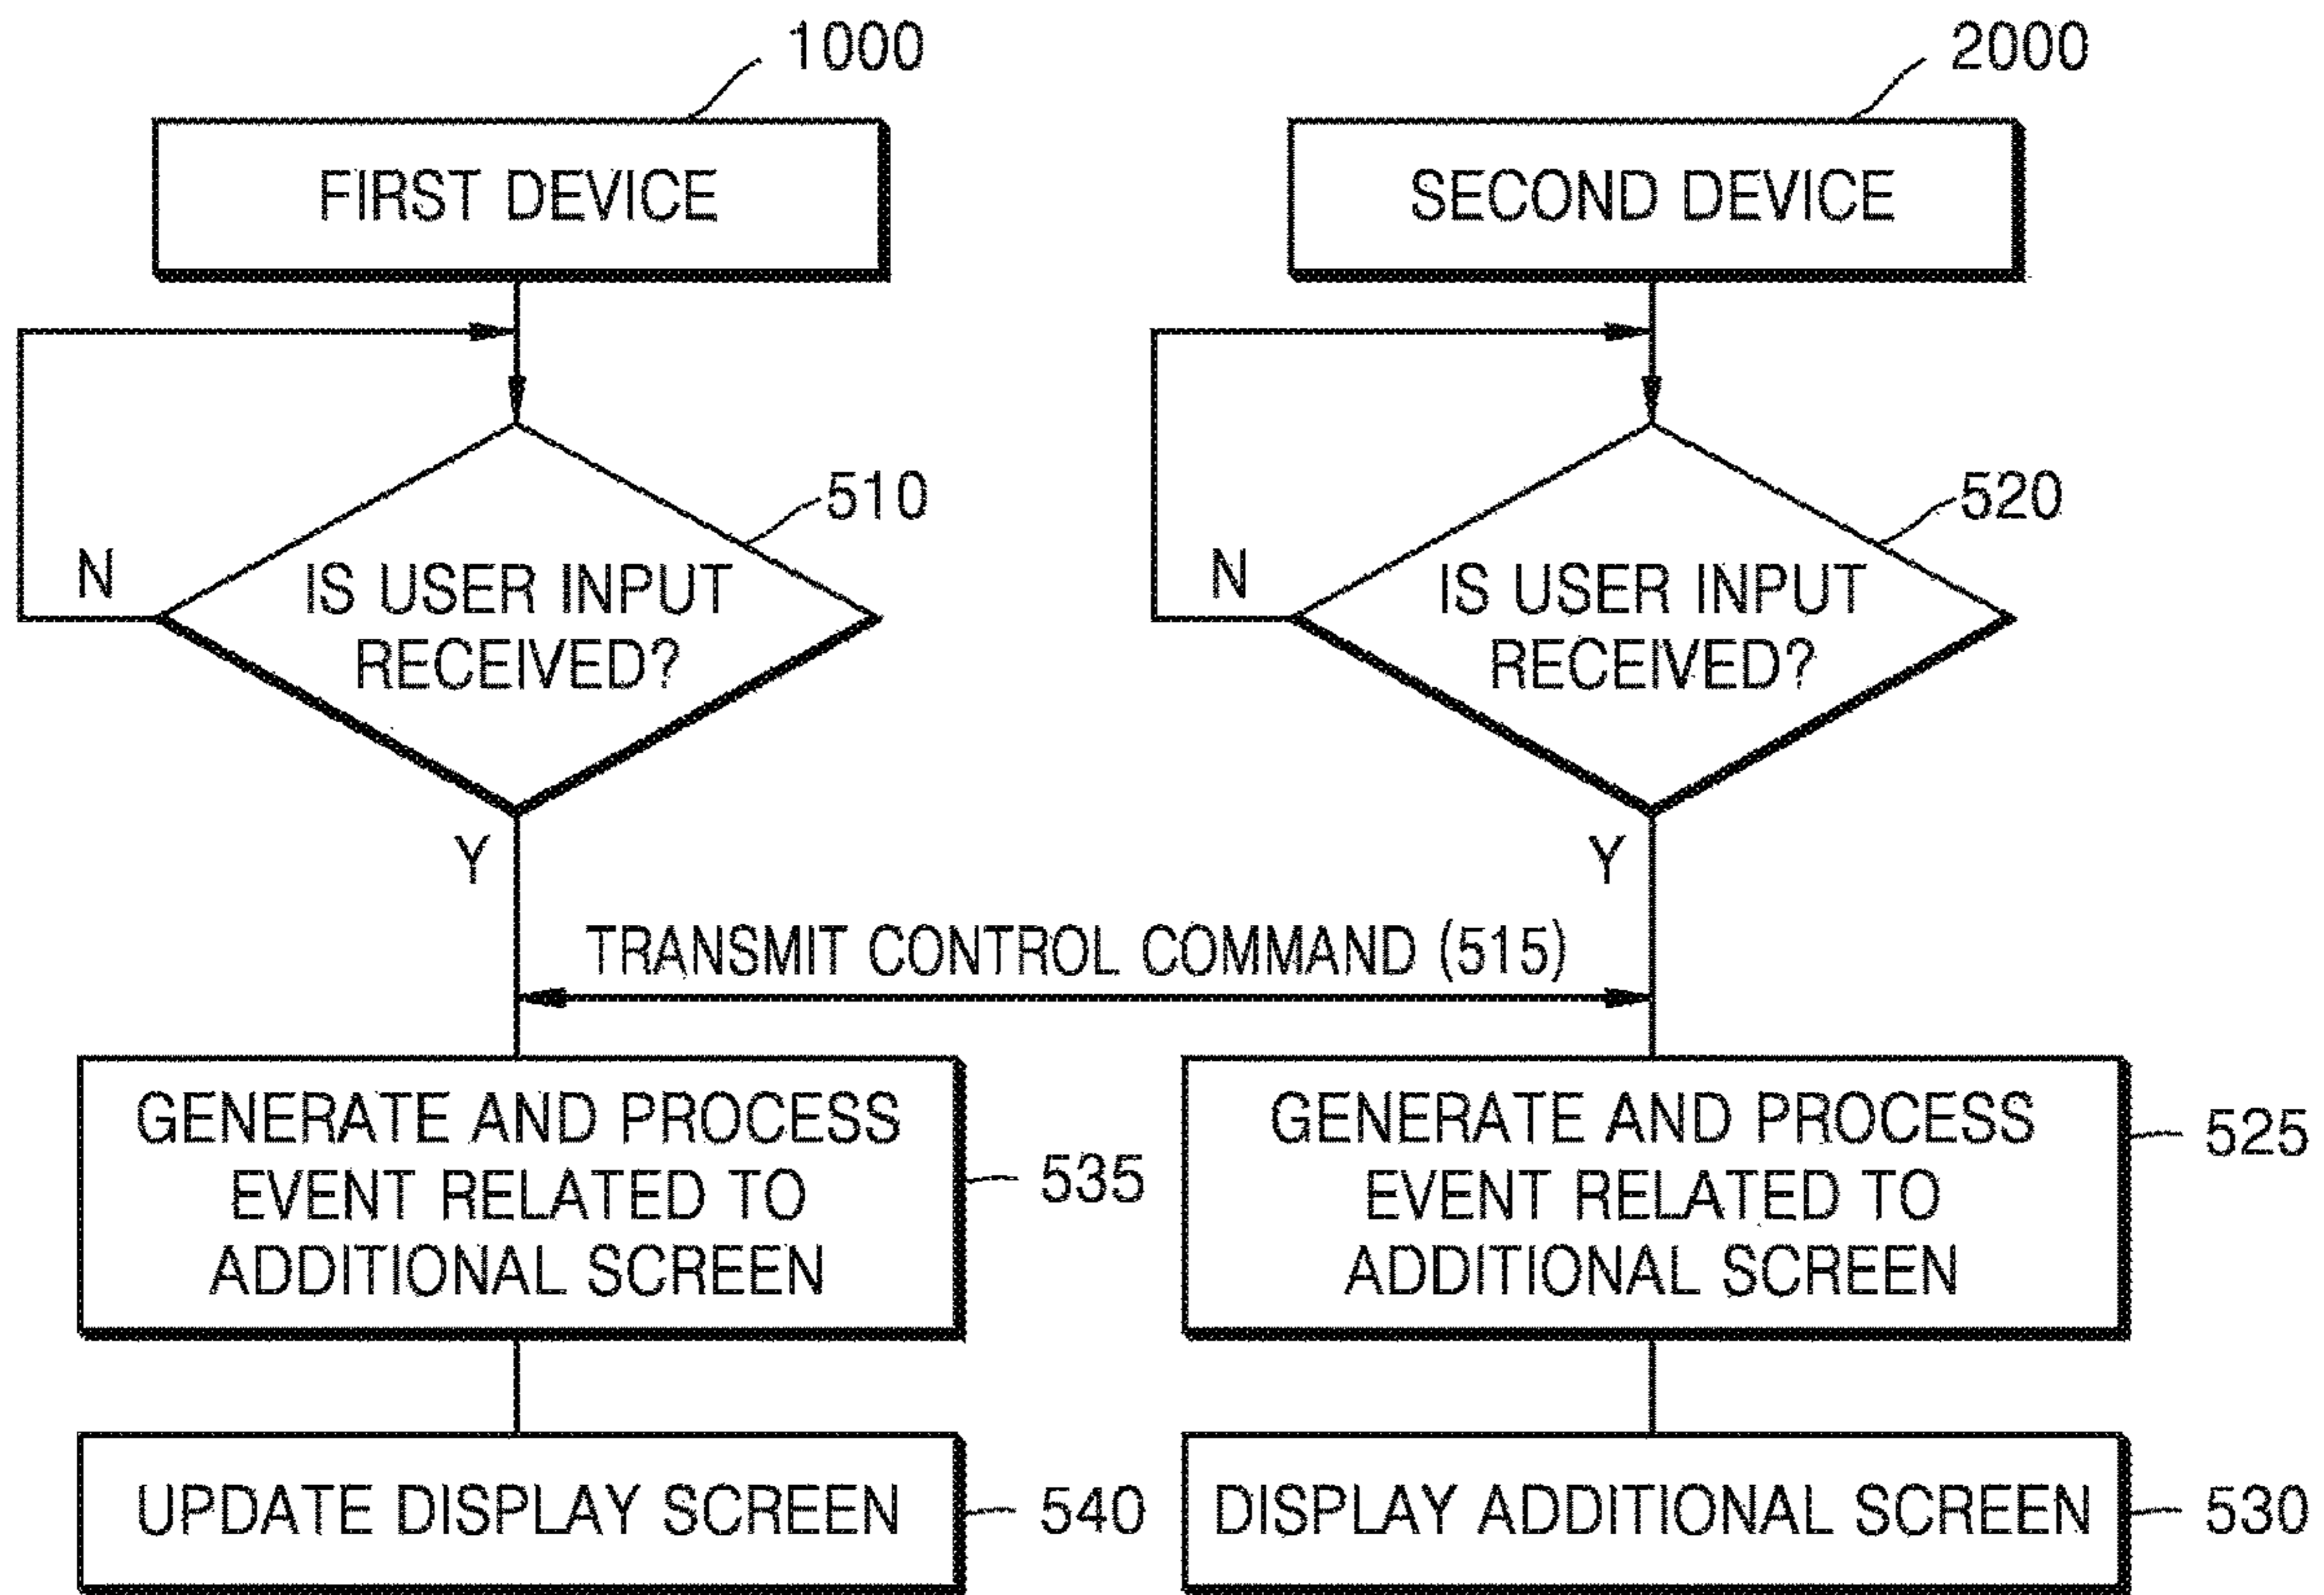 1000
2000
FIRST DEVICE
SECOND DEVICE
510
520
N
IS USER INPUT
RECEIVED?
N
IS USER INPUT
RECEIVED?
Y
Y
TRANSMIT CONTROL COMMAND (515)
GENERATE AND PROCESS
EVENT RELATED TO
ADDITIONAL SCREEN
535
GENERATE AND PROCESS
EVENT RELATED TO
ADDITIONAL SCREEN
525
UPDATE DISPLAY SCREEN
540
DISPLAY ADDITIONAL SCREEN
530